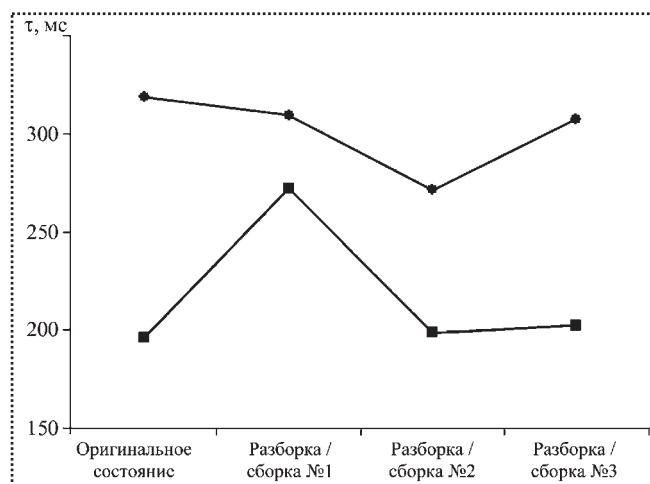 τ, мс
300
250
200
150
Оригинальное
состояние
Разборка /
сборка №1
Разборка /
сборка №2
Разборка /
сборка №3